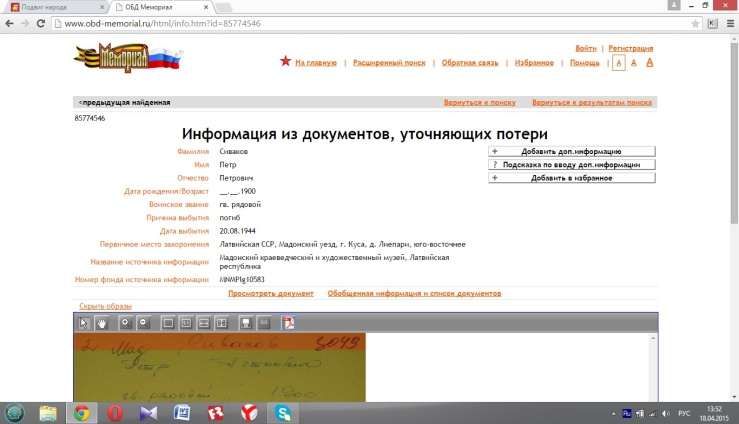 Подвиг народа
ОБД Мемориал
www.obd-memorial.ru/html/info.htm?id=85774546
Мемориал
Войти | Регистрация
На главную | Расширенный поиск | Обратная связь | Избранное | Помощь | А А А
<предыдущая найденная
Вернуться к поиску
Вернуться к результатам поиска
85774546
Информация из документов, уточняющих потери
Фамилия Сиваков
+ Добавить доп.информацию
Имя Петр
? Подсказка по вводу доп.информации
Отчество Петрович
+ Добавить в избранное
Дата рождения/Возраст __.__.1900
Воинское звание гв. рядовой
Причина выбытия погиб
Дата выбытия 20.08.1944
Первичное место захоронения Латвийская ССР, Мадонский уезд, г. Куса, д. Лиепари, юго-восточнее
Название источника информации Мадонский краеведческий и художественный музей, Латвийская
республика
Номер фонда источника информации MNMPlg10583
Просмотреть документ
Обобщенная информация и список документов
Скрыть образы
2 Мад Сиваков 3049
Петр Петрович
гв. рядовой, 1900
RU
РУС
13:52
18.04.2015